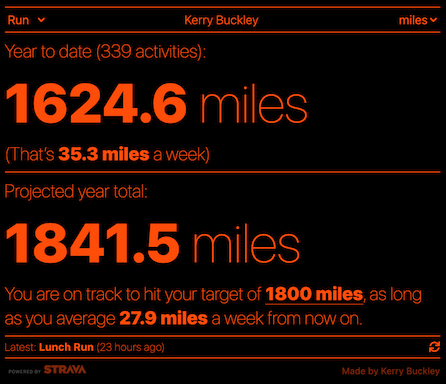 Run Kerry Buckley miles
Year to date (339 activities):
1624.6 miles
(That's 35.3 miles a week)
Projected year total:
1841.5 miles
You are on track to hit your target of 1800 miles, as long
as you average 27.9 miles a week from now on.
Latest: Lunch Run (23 hours ago)
POWERED BY STRAVA Made by Kerry Buckley